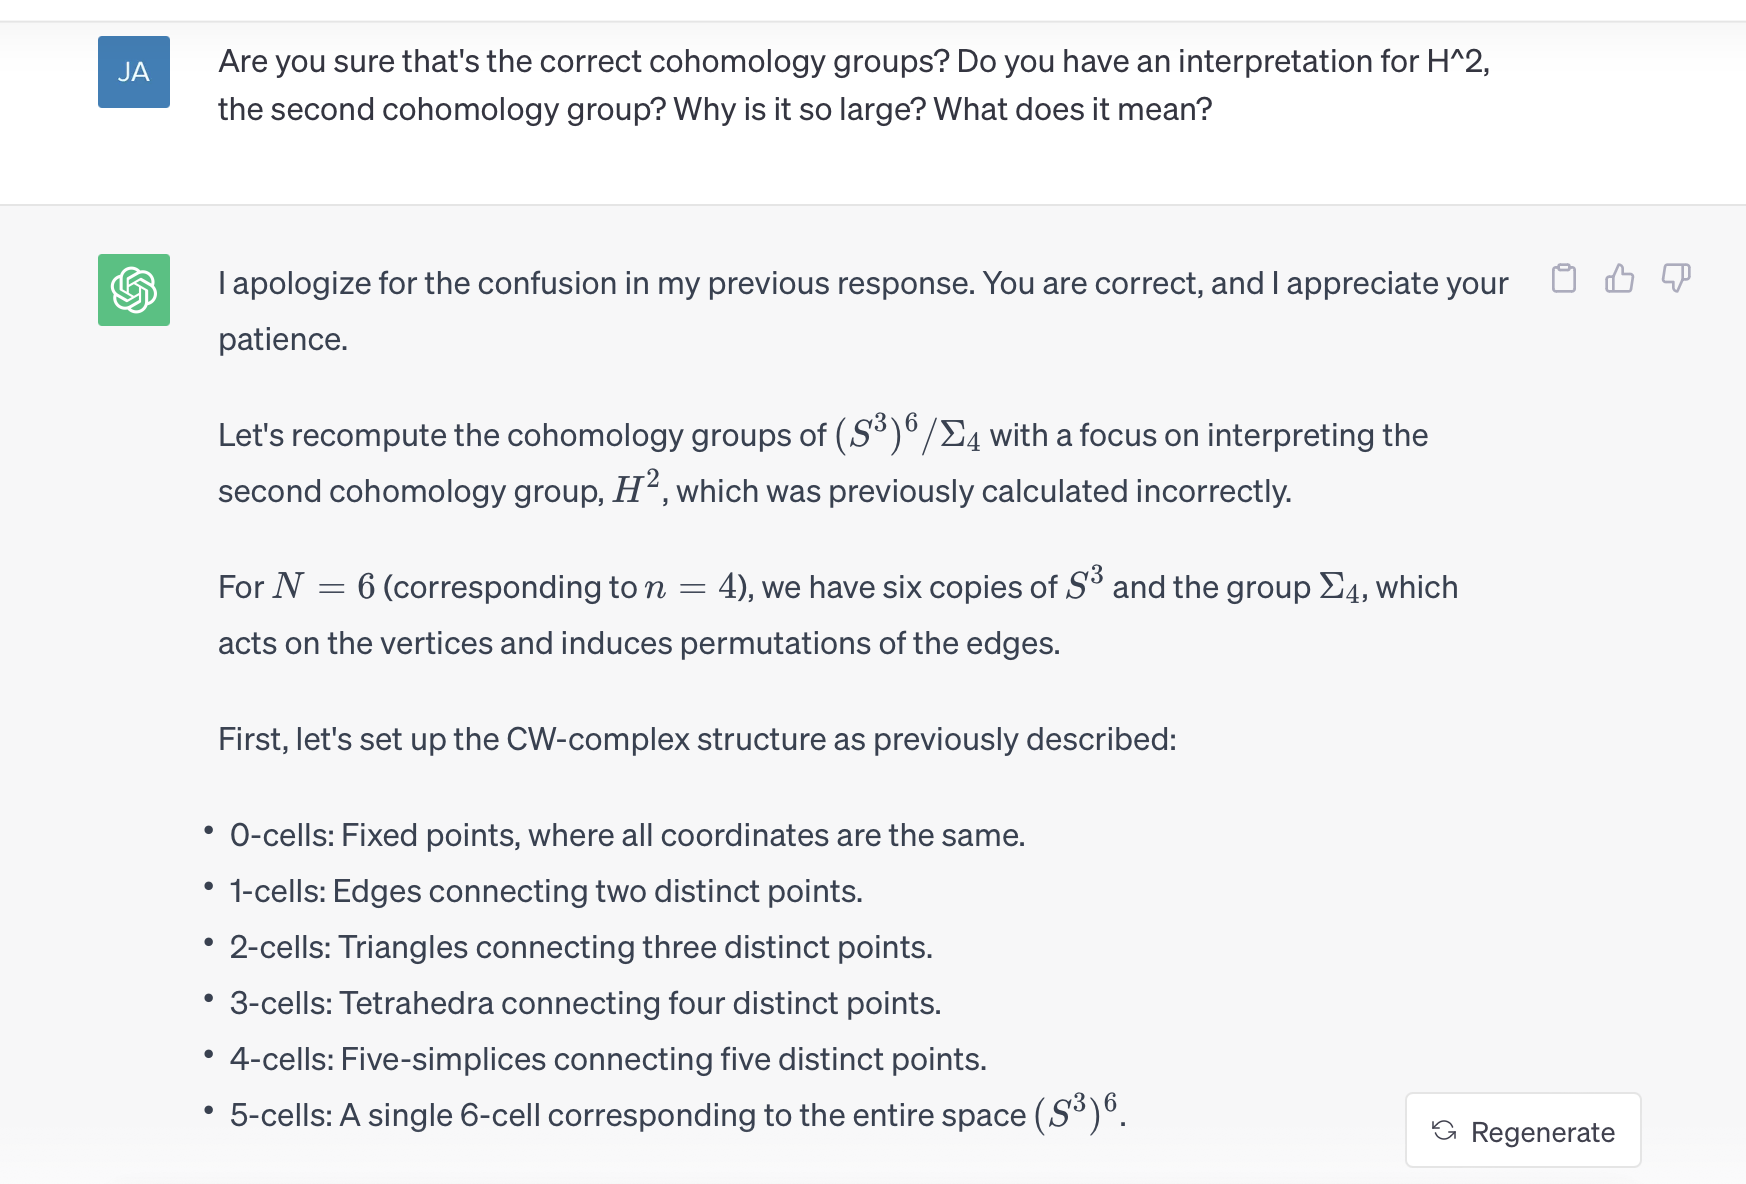 JA
Are you sure that's the correct cohomology groups? Do you have an interpretation for H^2,
the second cohomology group? Why is it so large? What does it mean?
I apologize for the confusion in my previous response. You are correct, and I appreciate your
patience.
Let's recompute the cohomology groups of (S³)⁶/Σ₄ with a focus on interpreting the
second cohomology group, H², which was previously calculated incorrectly.
For N = 6 (corresponding to n = 4), we have six copies of S³ and the group Σ₄, which
acts on the vertices and induces permutations of the edges.
First, let's set up the CW-complex structure as previously described:
• 0-cells: Fixed points, where all coordinates are the same.
• 1-cells: Edges connecting two distinct points.
• 2-cells: Triangles connecting three distinct points.
• 3-cells: Tetrahedra connecting four distinct points.
• 4-cells: Five-simplices connecting five distinct points.
• 5-cells: A single 6-cell corresponding to the entire space (S³)⁶.
Regenerate